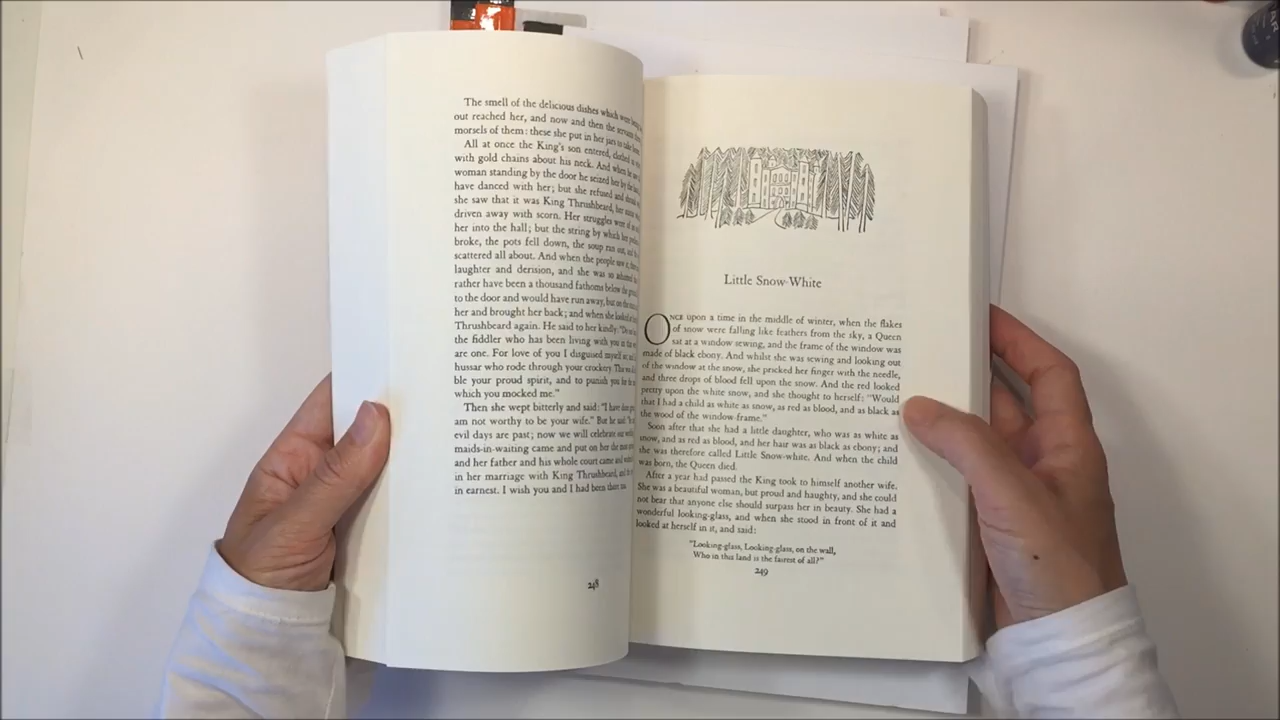 The smell of the delicious dishes which were
out reached her, and now and then the servants
morsels of them: these she put in her jars to take
All at once the King's son entered, clothed in
with gold chains about his neck. And when he saw
woman standing by the door he seized her by the
have danced with her; but she refused and
she saw that it was King Thrushbeard, her
driven away with scorn. Her struggles were of no
her into the hall; but the string by which her
broke, the pots fell down, the soup ran out, and
scattered all about. And when the people saw it,
laughter and derision, and she was so ashamed
rather have been a thousand fathoms below the
to the door and would have run away, but on the
her and brought her back; and when she looked
Thrushbeard again. He said to her kindly: "Do not
the fiddler who has been living with you in
are one. For love of you I disguised myself so;
hussar who rode through your crockery. This was
ble your proud spirit, and to punish you for
which you mocked me."
Then she wept bitterly and said: "I have
am not worthy to be your wife." But he said:
evil days are past; now we will celebrate our
maids-in-waiting came and put on her the most
and her father and his whole court came and
in her marriage with King Thrushbeard, and
in earnest. I wish you and I had been there too.
248
Little Snow-White
ONCE upon a time in the middle of winter, when the flakes
of snow were falling like feathers from the sky, a Queen
sat at a window sewing, and the frame of the window was
made of black ebony. And whilst she was sewing and looking out
of the window at the snow, she pricked her finger with the needle,
and three drops of blood fell upon the snow. And the red looked
pretty upon the white snow, and she thought to herself: "Would
that I had a child as white as snow, as red as blood, and as black as
the wood of the window-frame."
Soon after that she had a little daughter, who was as white as
snow, and as red as blood, and her hair was as black as ebony; and
she was therefore called Little Snow-white. And when the child
was born, the Queen died.
After a year had passed the King took to himself another wife.
She was a beautiful woman, but proud and haughty, and she could
not bear that anyone else should surpass her in beauty. She had a
wonderful looking-glass, and when she stood in front of it and
looked at herself in it, and said:
"Looking-glass, Looking-glass, on the wall,
Who in this land is the fairest of all?"
249